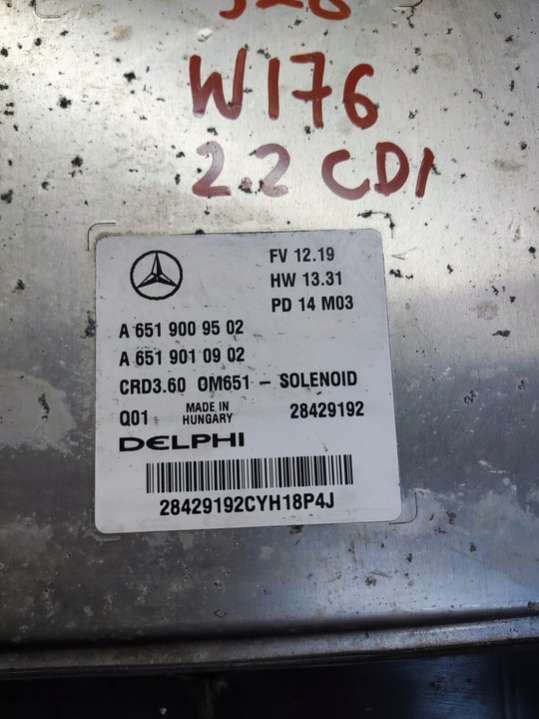 W176
2.2 CDI
FV 12.19
HW 13.31
PD 14 M03
A 651 900 95 02
A 651 901 09 02
CRD3.60 OM651 – SOLENOID
Q01 MADE IN HUNGARY 28429192
DELPHI
28429192CYH18P4J